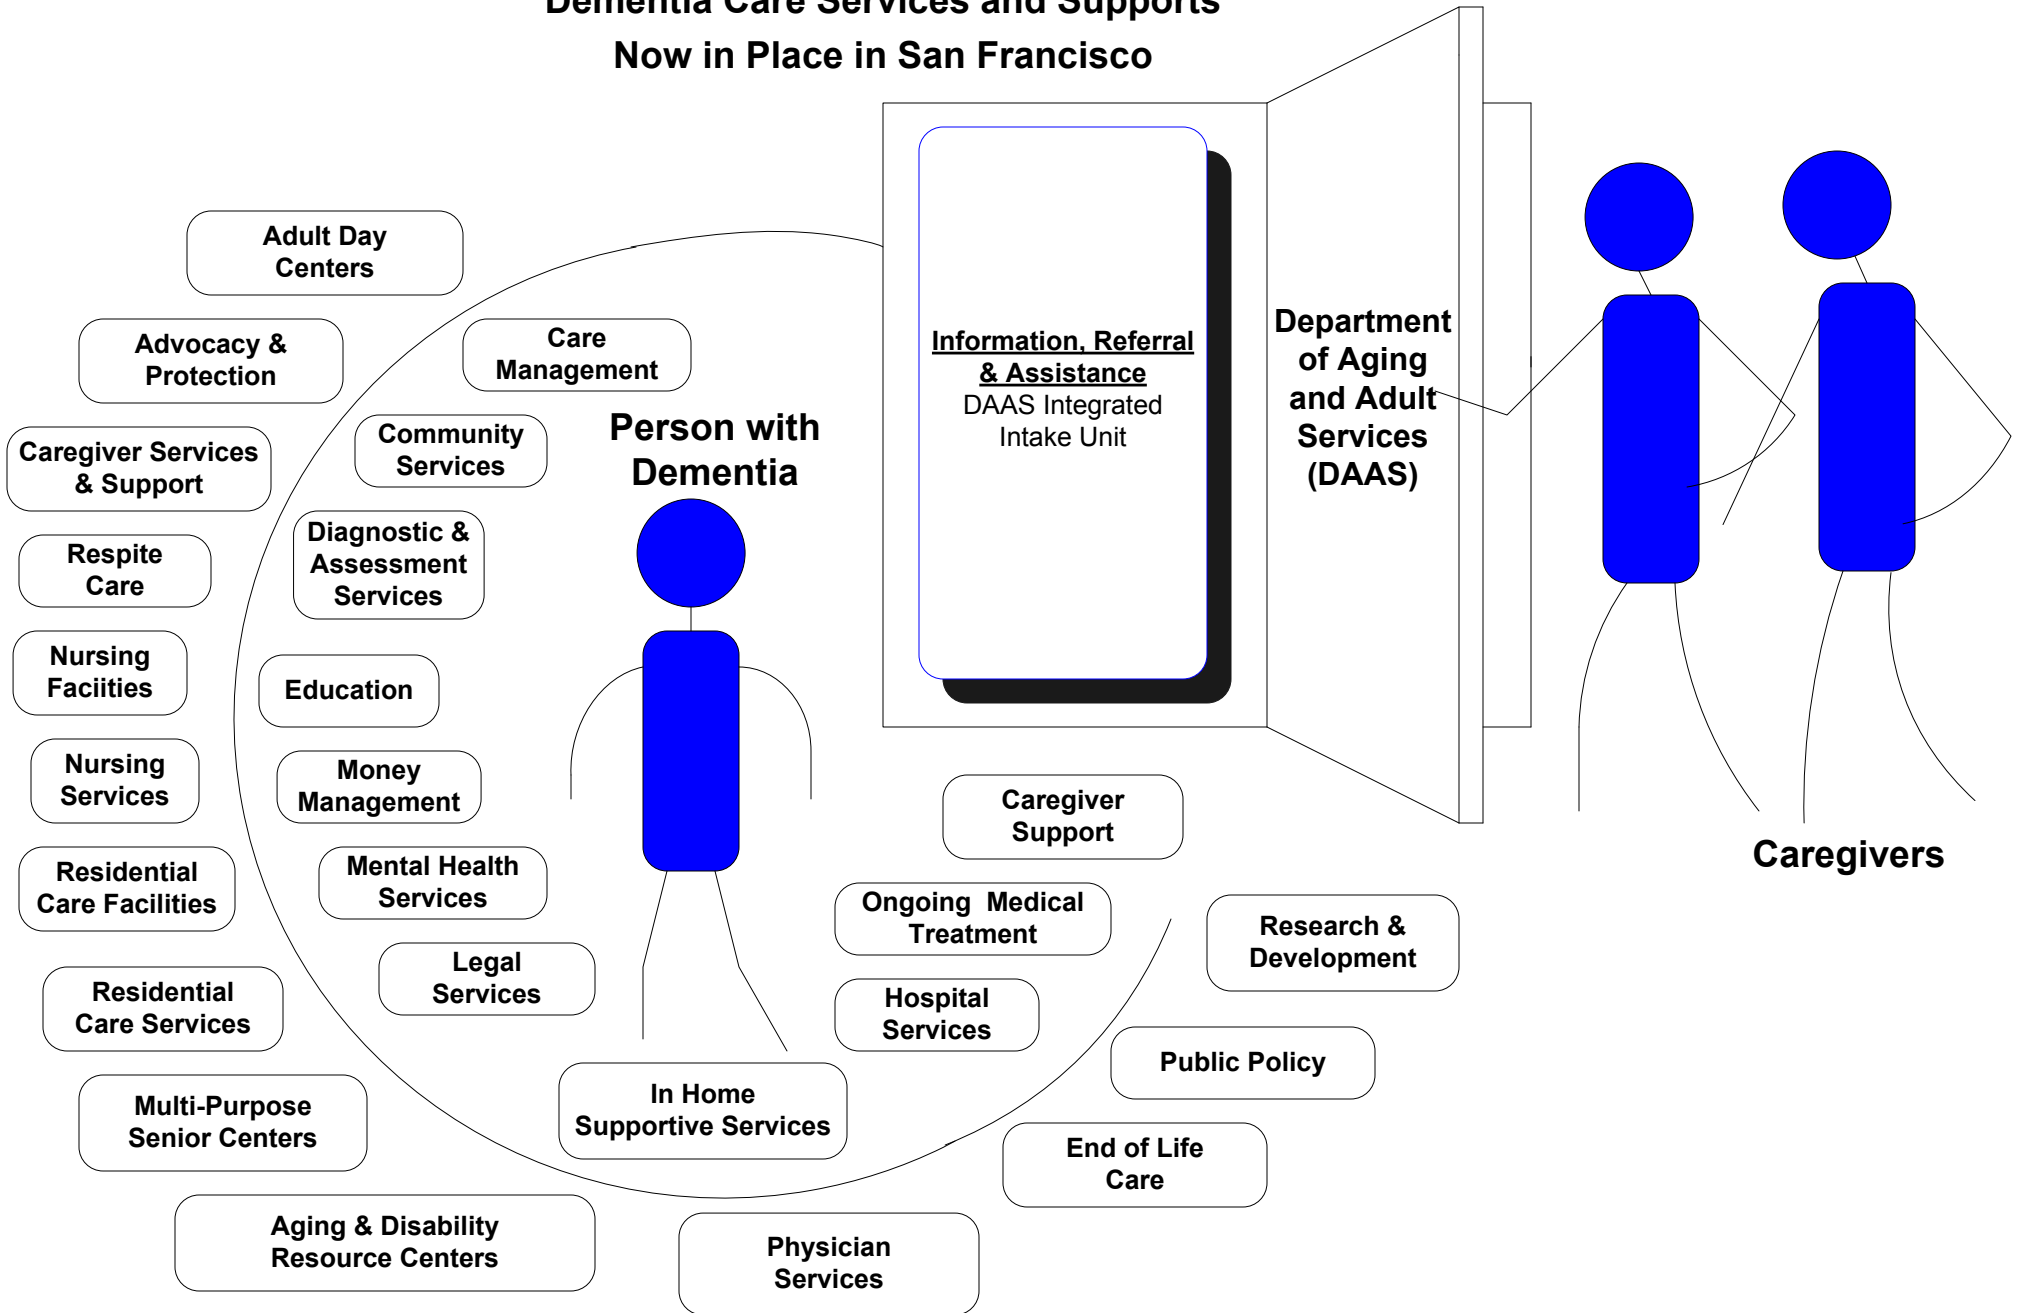 Dementia Care Services and Supports
Now in Place in San Francisco
Adult Day
Centers
Advocacy &
Protection
Caregiver Services
& Support
Respite
Care
Nursing
Faciities
Nursing
Services
Residential
Care Facilities
Residential
Care Services
Multi-Purpose
Senior Centers
Aging & Disability
Resource Centers
Physician
Services
End of Life
Care
Public Policy
Research &
Development
Care
Management
Community
Services
Diagnostic &
Assessment
Services
Education
Money
Management
Mental Health
Services
Legal
Services
In Home
Supportive Services
Hospital
Services
Ongoing Medical
Treatment
Caregiver
Support
Person with
Dementia
Information, Referral
& Assistance
DAAS Integrated
Intake Unit
Department
of Aging
and Adult
Services
(DAAS)
Caregivers